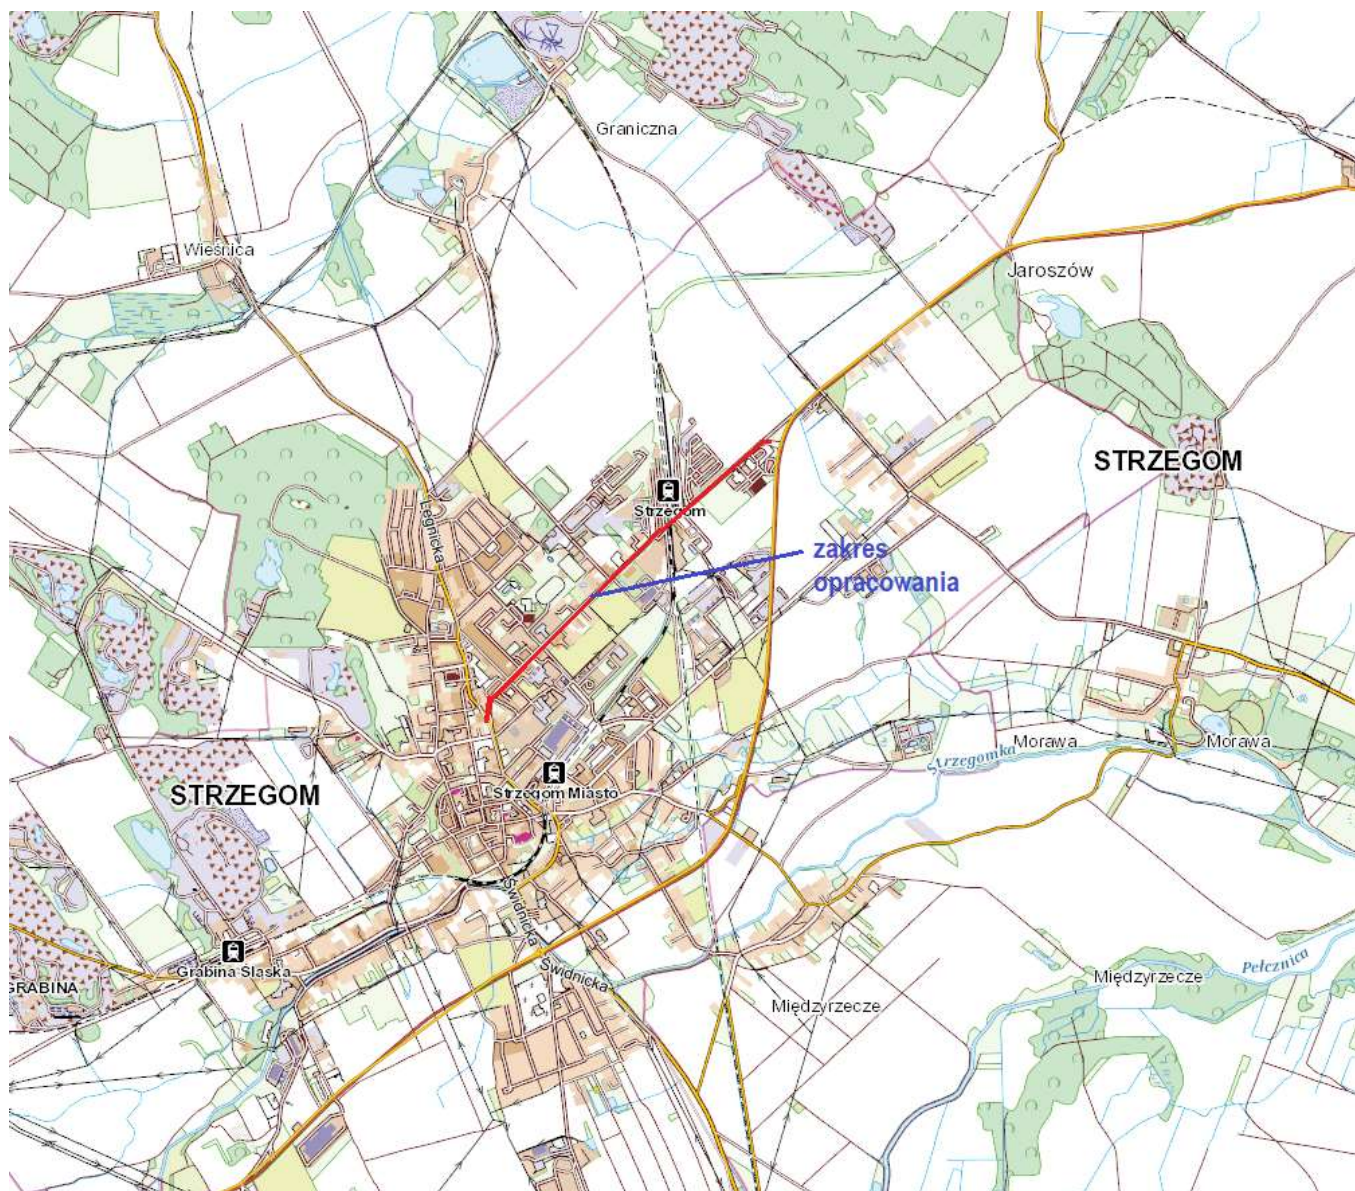 Graniczna
Wieśnica
Jaroszów
Legnicka
STRZEGOM
Strzegom
zakres
opracowania
Morawa
Morawa
Strzegomka
STRZEGOM
Strzegom Miasto
Świdnicka
Grabina Śląska
GRABINA
Świdnicka
Międzyrzecze
Pełcznica
Międzyrzecze